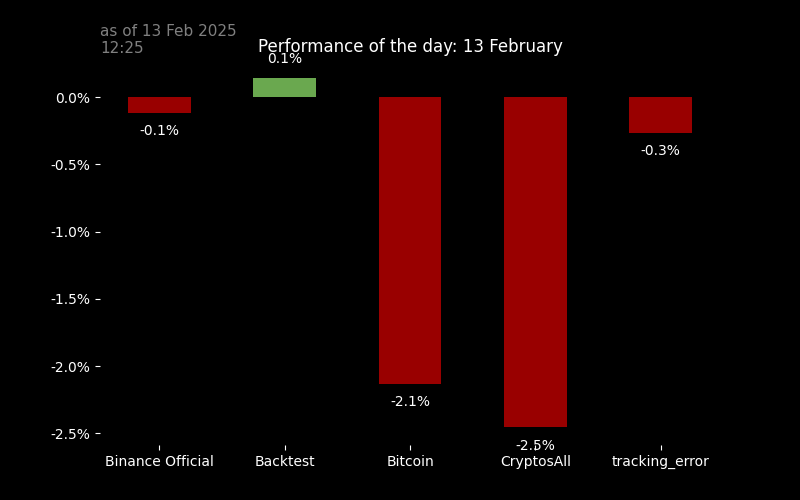 as of 13 Feb 2025
12:25
Performance of the day: 13 February
0.1%
0.0%
-0.1%
-0.3%
-0.5%
-1.0%
-1.5%
-2.0%
-2.1%
-2.5%
-2.5%
Binance Official
Backtest
Bitcoin
CryptosAll
tracking_error